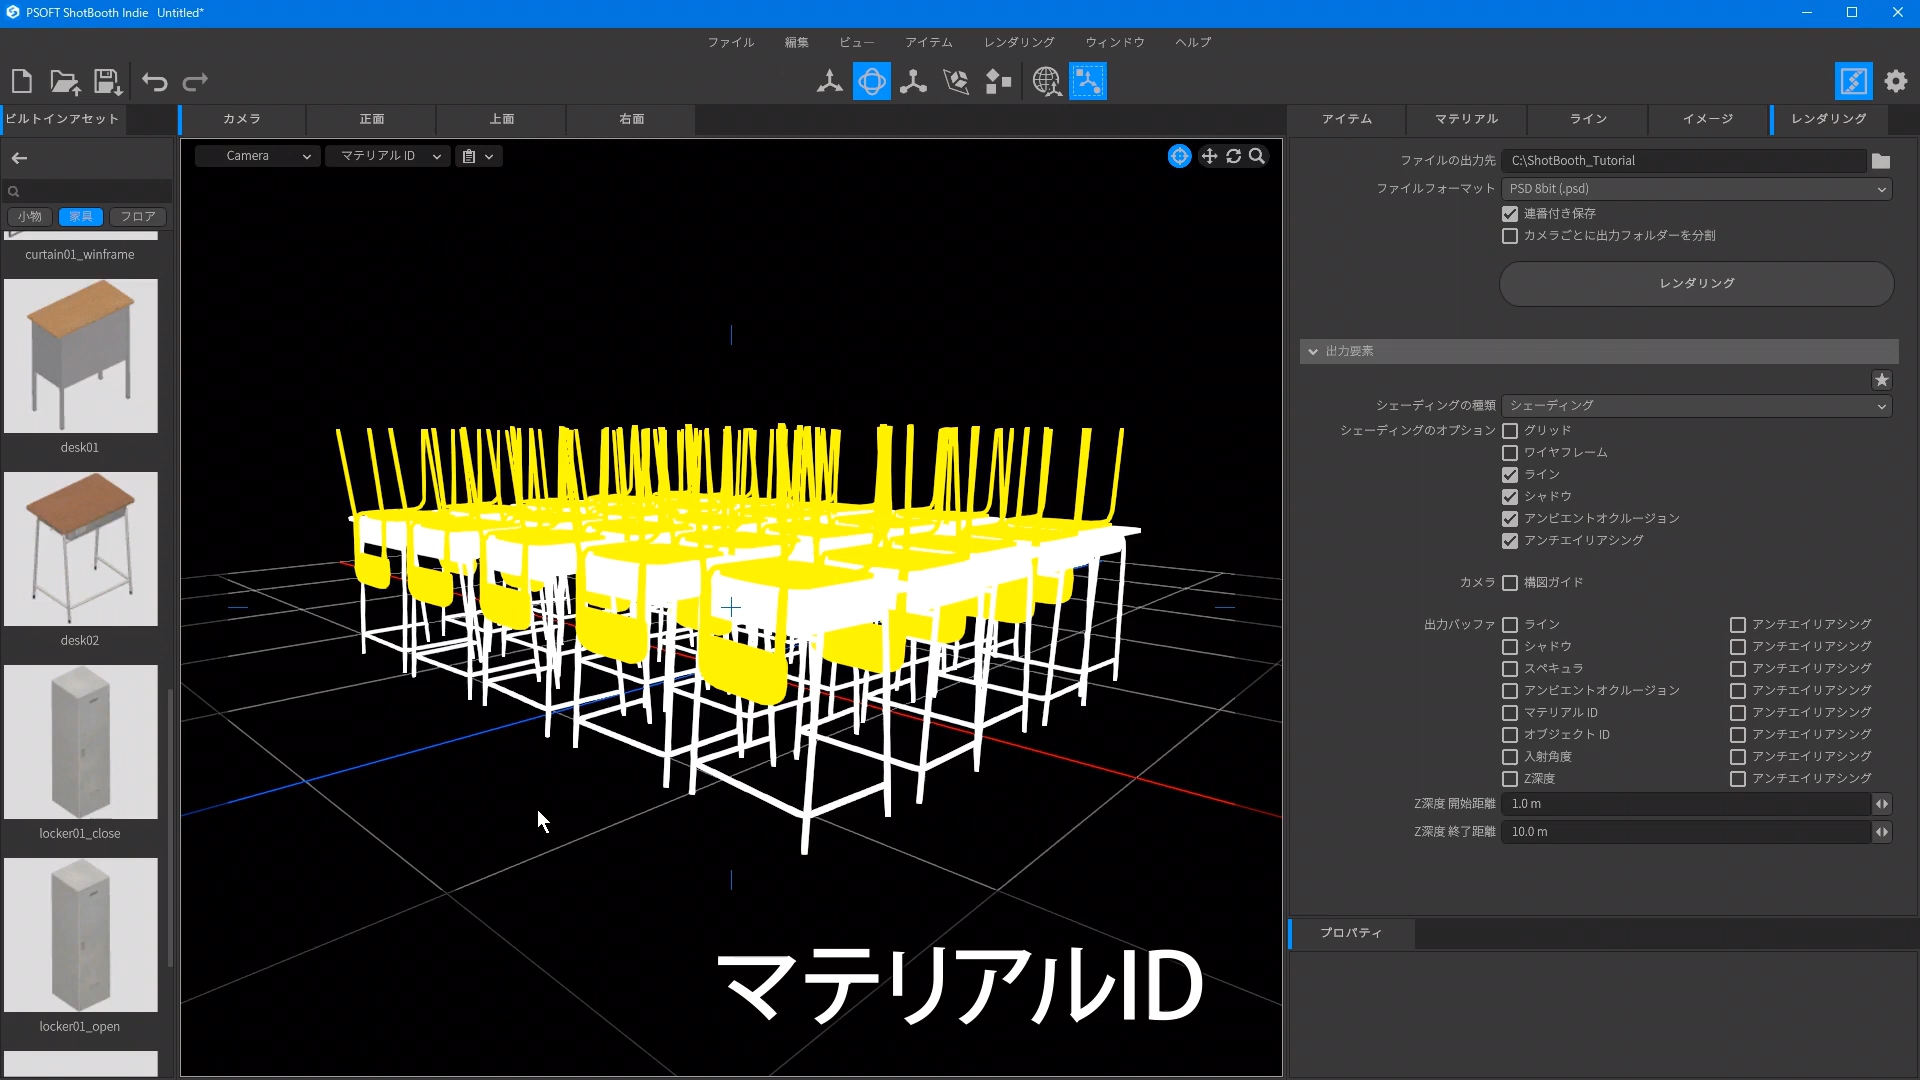 PSOFT ShotBooth Indie Untitled*
ファイル 編集 ビュー アイテム レンダリング ウィンドウ ヘルプ
ビルトインアセット
カメラ 正面 上面 右面
アイテム マテリアル ライン イメージ レンダリング
Camera マテリアル ID
小物 家具 フロア
curtain01_winframe
desk01
desk02
locker01_close
locker01_open
マテリアルID
ファイルの出力先 C:\ShotBooth_Tutorial
ファイルフォーマット PSD 8bit (.psd)
連番付き保存
カメラごとに出力フォルダーを分割
レンダリング
出力要素
シェーディングの種類 シェーディング
シェーディングのオプション グリッド
ワイヤフレーム
ライン
シャドウ
アンビエントオクルージョン
アンチエイリアシング
カメラ 構図ガイド
出力バッファ ライン アンチエイリアシング
シャドウ アンチエイリアシング
スペキュラ アンチエイリアシング
アンビエントオクルージョン アンチエイリアシング
マテリアル ID アンチエイリアシング
オブジェクト ID アンチエイリアシング
入射角度 アンチエイリアシング
Z深度 アンチエイリアシング
Z深度 開始距離 1.0 m
Z深度 終了距離 10.0 m
プロパティ